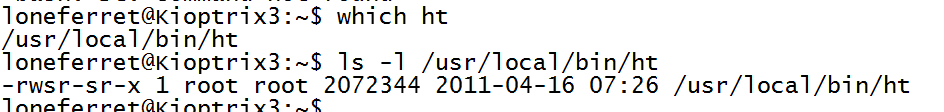 loneferret@Kioptrix3:~$ which ht
/usr/local/bin/ht
loneferret@Kioptrix3:~$ ls -l /usr/local/bin/ht
-rwsr-sr-x 1 root root 2072344 2011-04-16 07:26 /usr/local/bin/ht
loneferret@Kioptrix3:~$